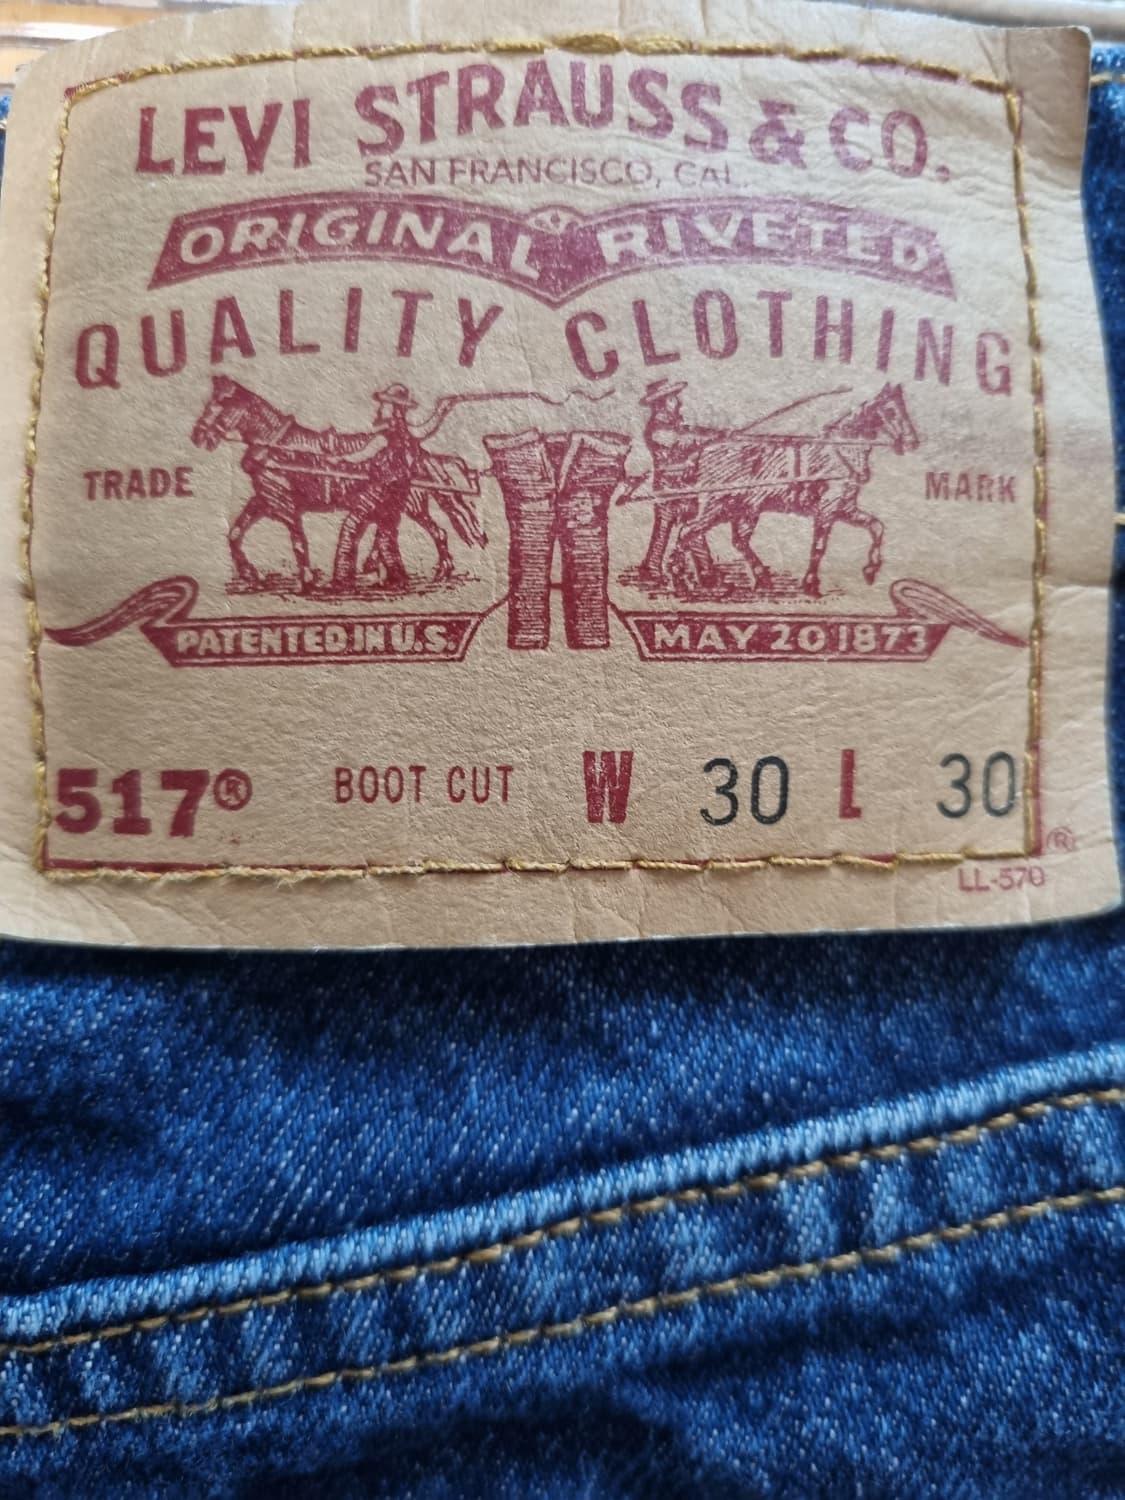 LEVI STRAUSS & CO.
SAN FRANCISCO, CAL.
ORIGINAL RIVETED
QUALITY CLOTHING
TRADE MARK
PATENTED IN U.S. MAY 20 1873
517® BOOT CUT W 30 L 30
®
LL-570